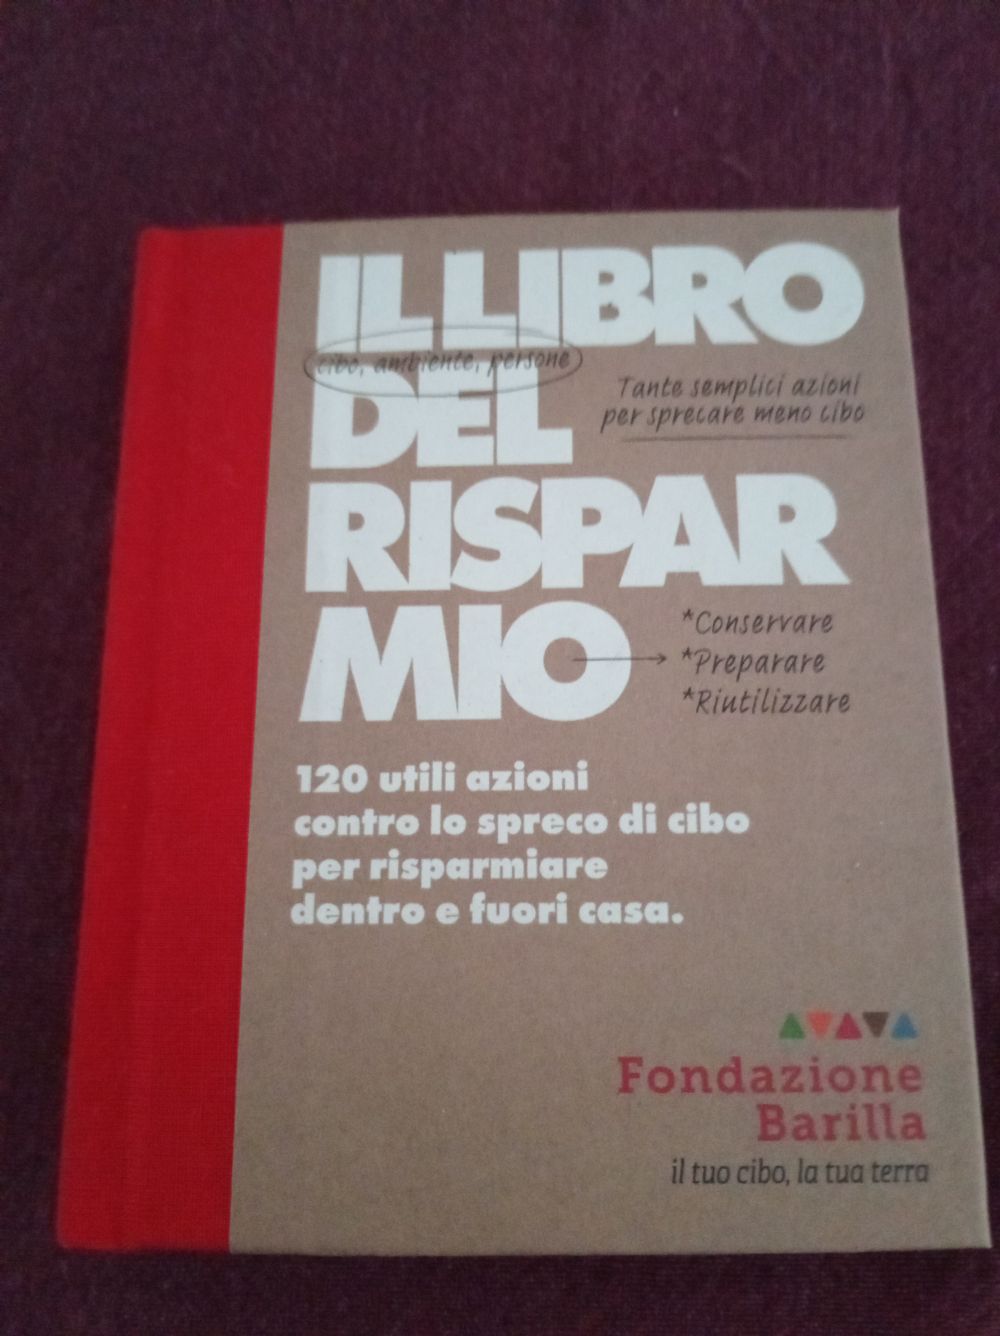 IL LIBRO
cibo, ambiente, persone
DEL
Tante semplici azioni
per sprecare meno cibo
RISPAR
MIO
*Conservare
*Preparare
*Riutilizzare
120 utili azioni
contro lo spreco di cibo
per risparmiare
dentro e fuori casa.
Fondazione
Barilla
il tuo cibo, la tua terra